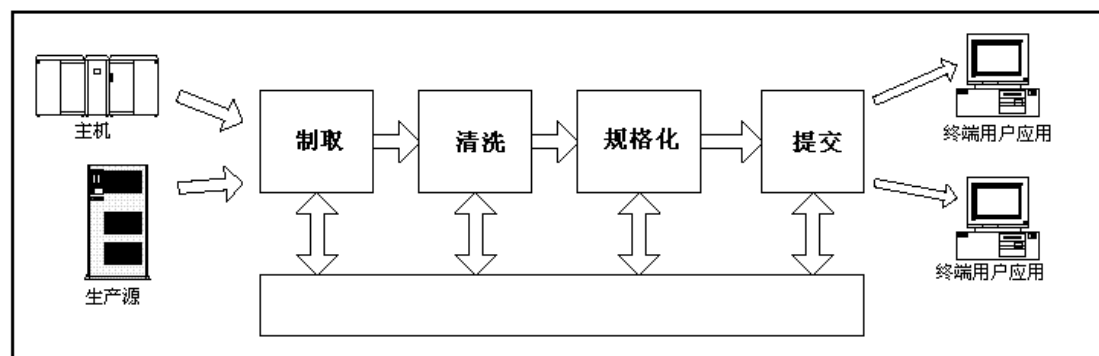 主机
制取
清洗
规格化
提交
终端用户应用
生产源
终端用户应用